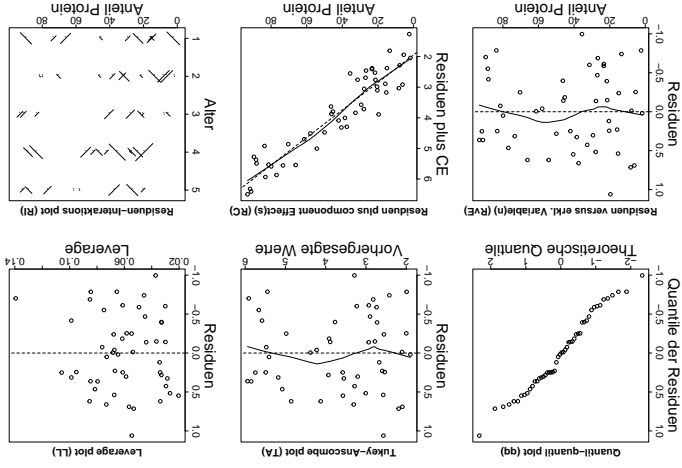 Quantil-quantil plot (qq)
Quantile der Residuen
1.0
0.5
0.0
-0.5
-1.0
-2 -1 0 1 2
Theoretische Quantile
Tukey-Anscombe plot (TA)
Residuen
1.0
0.5
0.0
-0.5
-1.0
2 3 4 5 6
Vorhergesagte Werte
Leverage plot (LL)
Residuen
1.0
0.5
0.0
-0.5
-1.0
0.02 0.06 0.10 0.14
Leverage
Residuen versus erkl. Variable(n) (RvE)
Residuen
1.0
0.5
0.0
-0.5
-1.0
0 20 40 60 80
Anteil Protein
Residuen plus component Effect(s) (RC)
Residuen plus CE
6
5
4
3
2
0 20 40 60 80
Anteil Protein
Residuen-Interaktions plot (RI)
Alter
5
4
3
2
1
0 20 40 60 80
Anteil Protein